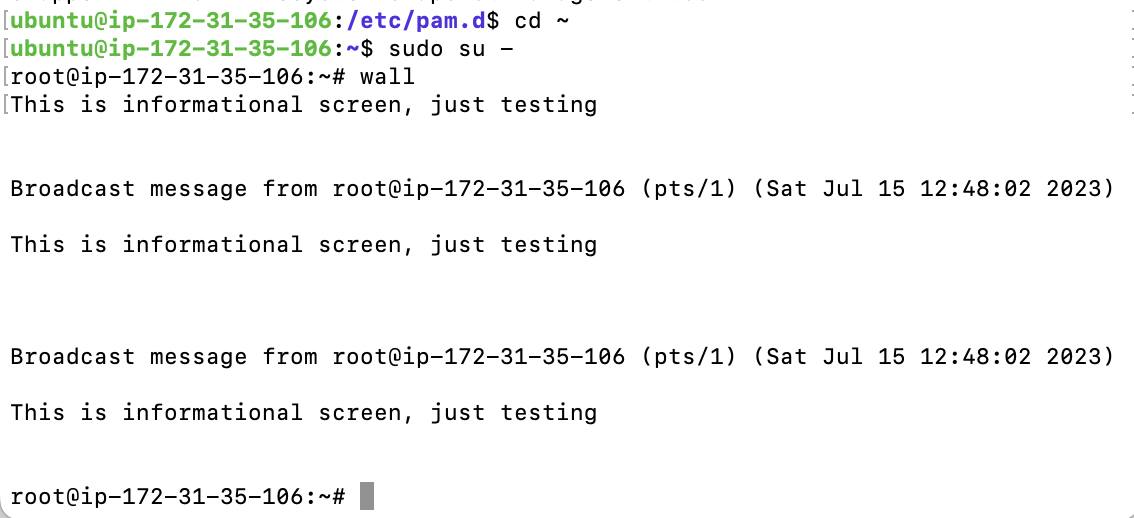 [ubuntu@ip-172-31-35-106:/etc/pam.d$ cd ~
[ubuntu@ip-172-31-35-106:~$ sudo su -
[root@ip-172-31-35-106:~# wall
[This is informational screen, just testing
Broadcast message from root@ip-172-31-35-106 (pts/1) (Sat Jul 15 12:48:02 2023)
This is informational screen, just testing
Broadcast message from root@ip-172-31-35-106 (pts/1) (Sat Jul 15 12:48:02 2023)
This is informational screen, just testing
root@ip-172-31-35-106:~#